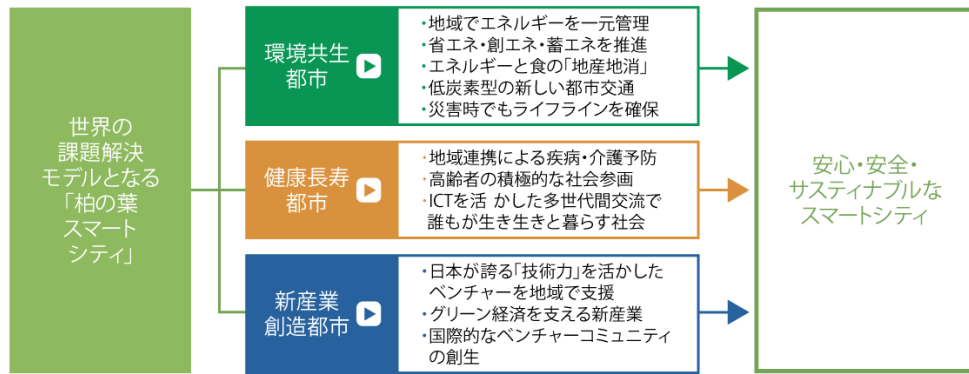 世界の
課題解決
モデルとなる
「柏の葉
スマート
シティ」
環境共生
都市
・地域でエネルギーを一元管理
・省エネ・創エネ・蓄エネを推進
・エネルギーと食の「地産地消」
・低炭素型の新しい都市交通
・災害時でもライフラインを確保
健康長寿
都市
・地域連携による疾病・介護予防
・高齢者の積極的な社会参画
・ICTを活 かした多世代間交流で
誰もが生き生きと暮らす社会
新産業
創造都市
・日本が誇る「技術力」を活かした
ベンチャーを地域で支援
・グリーン経済を支える新産業
・国際的なベンチャーコミュニティ
の創生
安心・安全・
サスティナブルな
スマートシティ